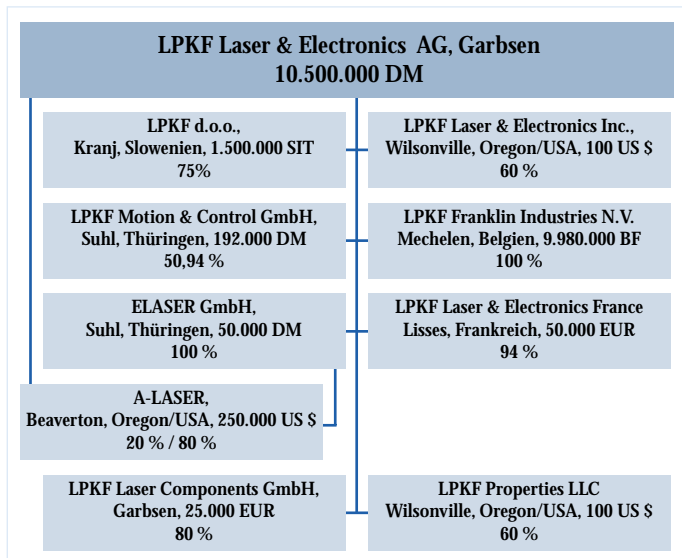 LPKF Laser & Electronics AG, Garbsen
10.500.000 DM
LPKF d.o.o.,
Kranj, Slowenien, 1.500.000 SIT
75%
LPKF Laser & Electronics Inc.,
Wilsonville, Oregon/USA, 100 US $
60 %
LPKF Motion & Control GmbH,
Suhl, Thüringen, 192.000 DM
50,94 %
LPKF Franklin Industries N.V.
Mechelen, Belgien, 9.980.000 BF
100 %
ELASER GmbH,
Suhl, Thüringen, 50.000 DM
100 %
LPKF Laser & Electronics France
Lisses, Frankreich, 50.000 EUR
94 %
A-LASER,
Beaverton, Oregon/USA, 250.000 US $
20 % / 80 %
LPKF Laser Components GmbH,
Garbsen, 25.000 EUR
80 %
LPKF Properties LLC
Wilsonville, Oregon/USA, 100 US $
60 %